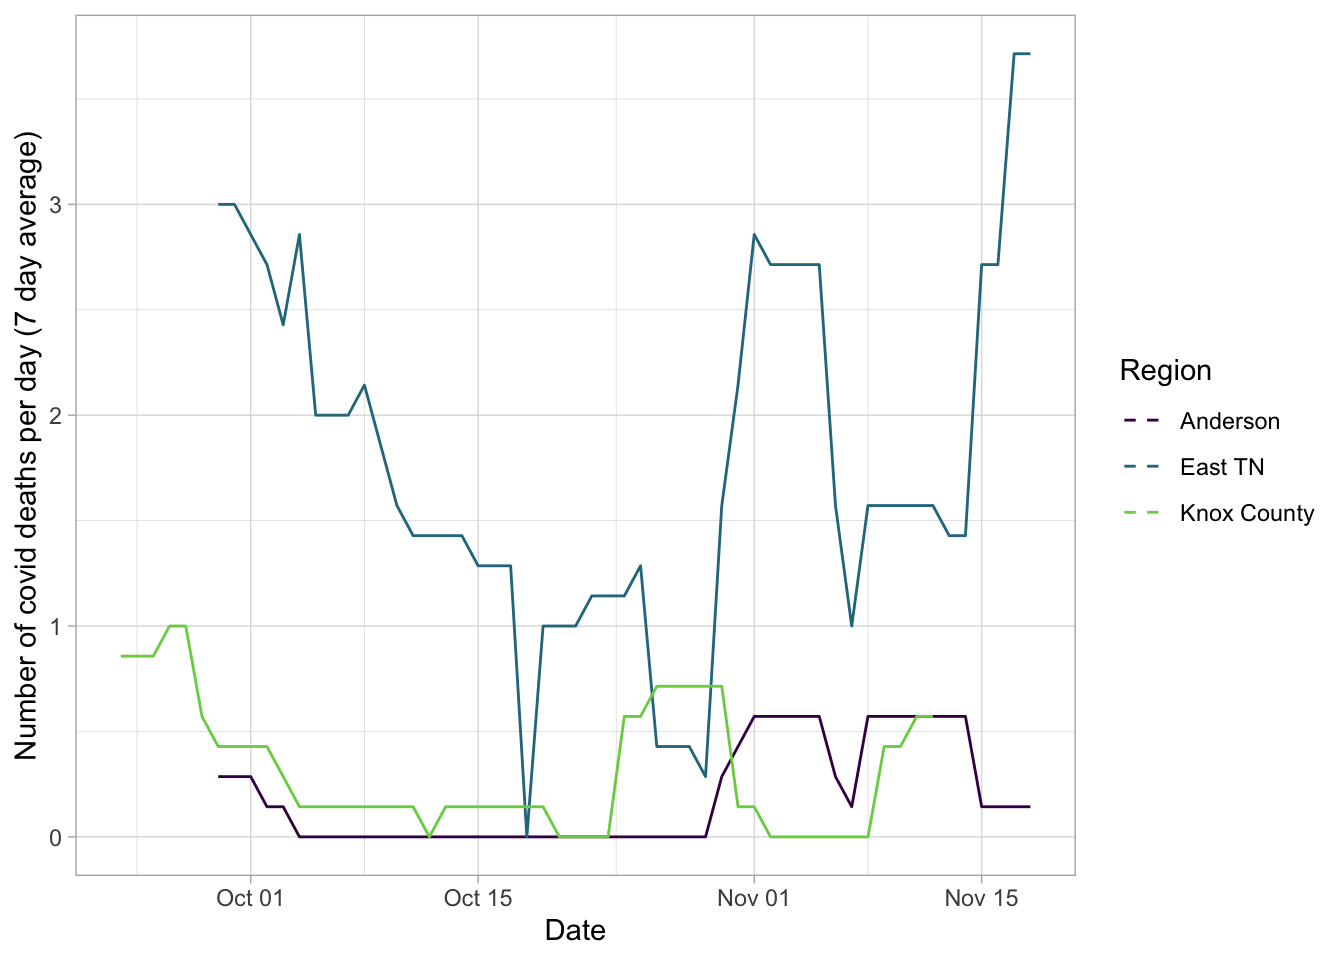 Number of covid deaths per day (7 day average)
3
2
1
0
Oct 01
Oct 15
Nov 01
Nov 15
Date
Region
Anderson
East TN
Knox County